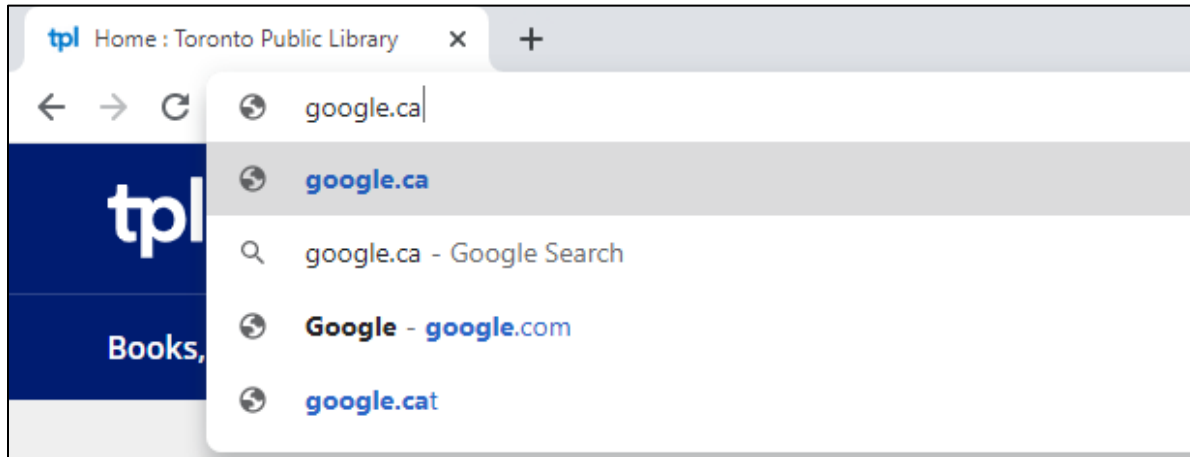 tpl Home : Toronto Public Library
google.ca
google.ca
tpl
google.ca - Google Search
Google - google.com
Books,
google.cat